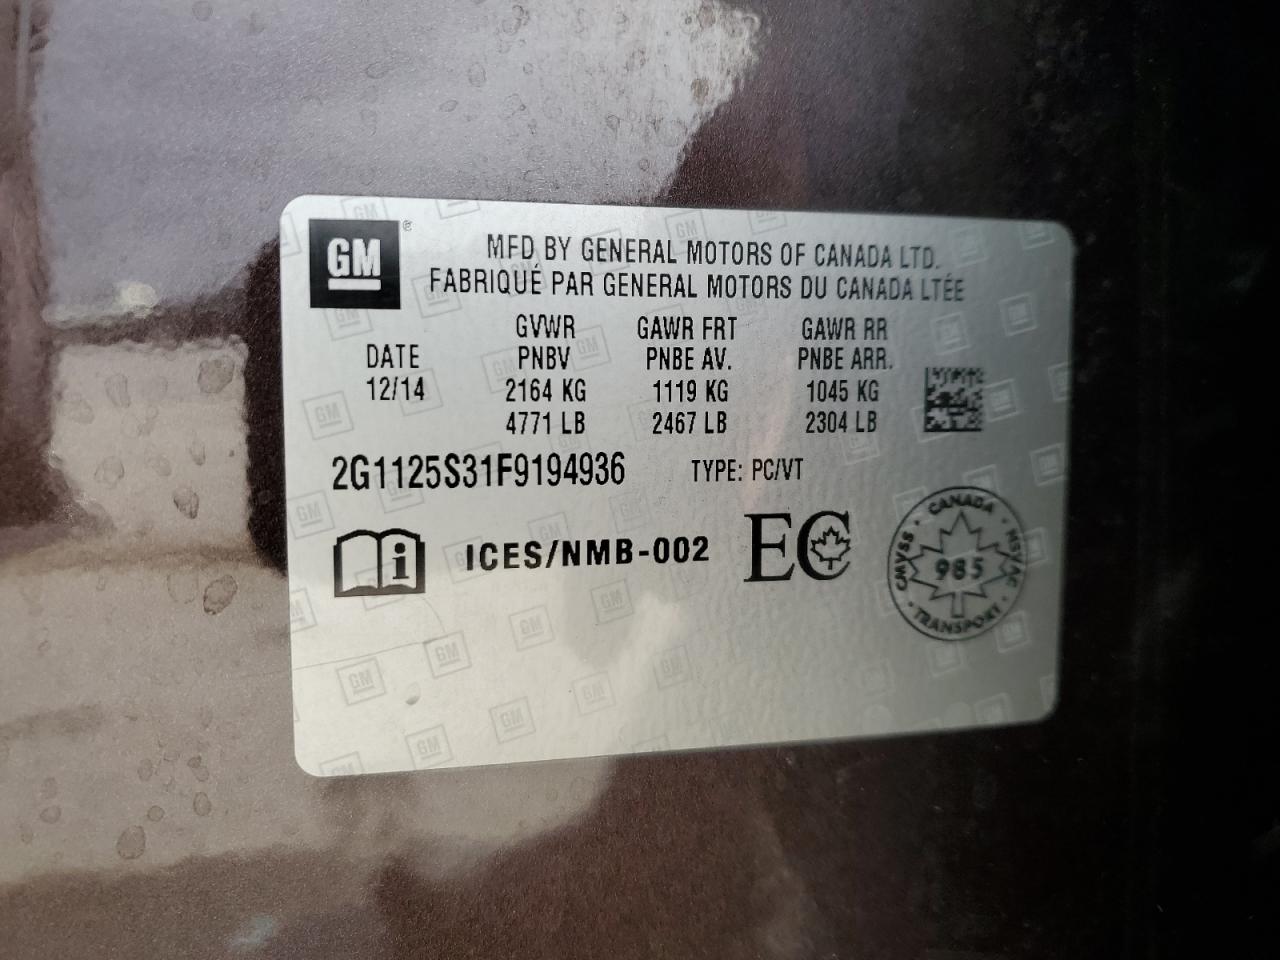 GM ®
MFD BY GENERAL MOTORS OF CANADA LTD.
FABRIQUÉ PAR GENERAL MOTORS DU CANADA LTÉE
GVWR GAWR FRT GAWR RR
DATE PNBV PNBE AV. PNBE ARR.
12/14 2164 KG 1119 KG 1045 KG
4771 LB 2467 LB 2304 LB
2G1125S31F9194936 TYPE: PC/VT
i ICES/NMB-002 EC
CANADA
CMVSS NSVAC
985
TRANSPORT